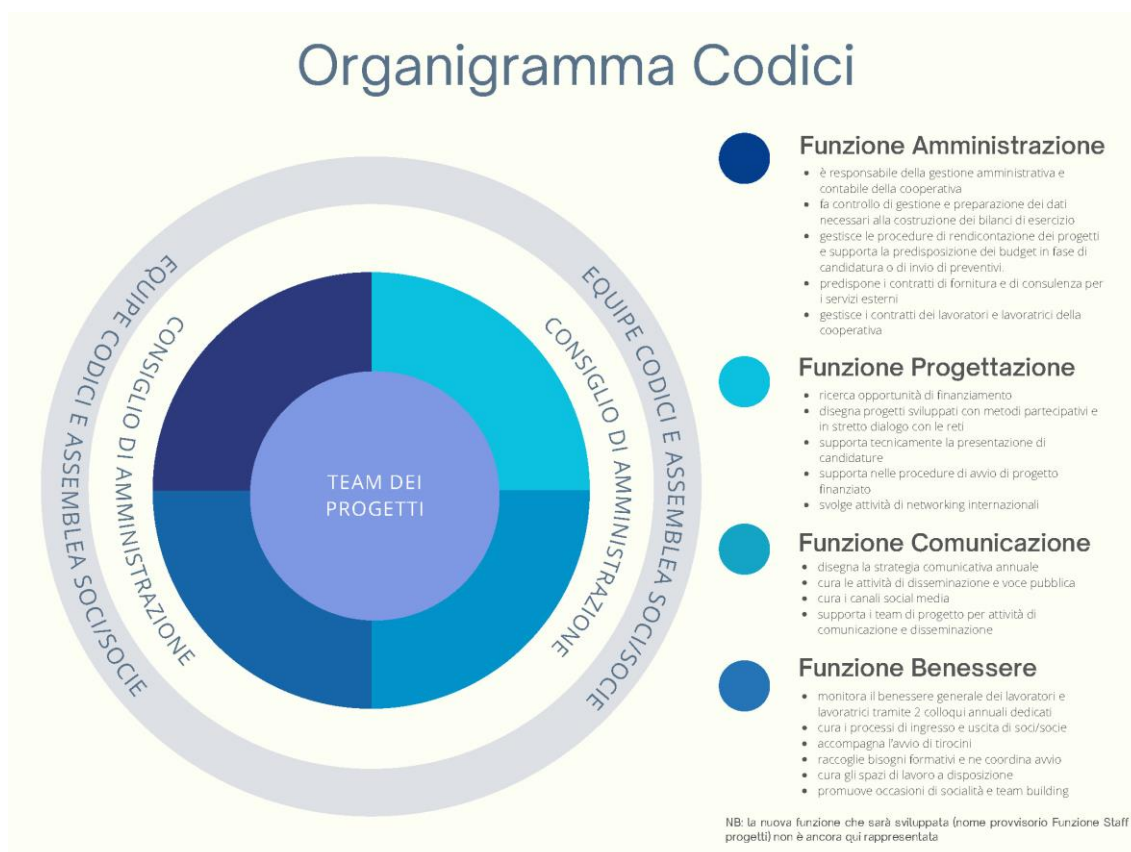 Organigramma Codici
EQUIPE CODICI E ASSEMBLEA SOCI/SOCIE
CONSIGLIO DI AMMINISTRAZIONE
TEAM DEI
PROGETTI
CONSIGLIO DI AMMINISTRAZIONE
EQUIPE CODICI E ASSEMBLEA SOCI/SOCIE
Funzione Amministrazione
• è responsabile della gestione amministrativa e
contabile della cooperativa
• fa controllo di gestione e preparazione dei dati
necessari alla costruzione dei bilanci di esercizio
• gestisce le procedure di rendicontazione dei progetti
e supporta la predisposizione dei budget in fase di
candidatura o di invio di preventivi.
• predispone i contratti di fornitura e di consulenza per
i servizi esterni
• gestisce i contratti dei lavoratori e lavoratrici della
cooperativa
Funzione Progettazione
• ricerca opportunità di finanziamento
• disegna progetti sviluppati con metodi partecipativi e
in stretto dialogo con le reti
• supporta tecnicamente la presentazione di
candidature
• supporta nelle procedure di avvio di progetto
finanziato
• svolge attività di networking internazionali
Funzione Comunicazione
• disegna la strategia comunicativa annuale
• cura le attività di disseminazione e voce pubblica
• cura i canali social media
• supporta i team di progetto per attività di
comunicazione e disseminazione
Funzione Benessere
• monitora il benessere generale dei lavoratori e
lavoratrici tramite 2 colloqui annuali dedicati
• cura i processi di ingresso e uscita di soci/socie
• accompagna l'avvio di tirocini
• raccoglie bisogni formativi e ne coordina avvio
• cura gli spazi di lavoro a disposizione
• promuove occasioni di socialità e team building
NB: la nuova funzione che sarà sviluppata (nome provvisorio Funzione Staff
progetti) non è ancora qui rappresentata